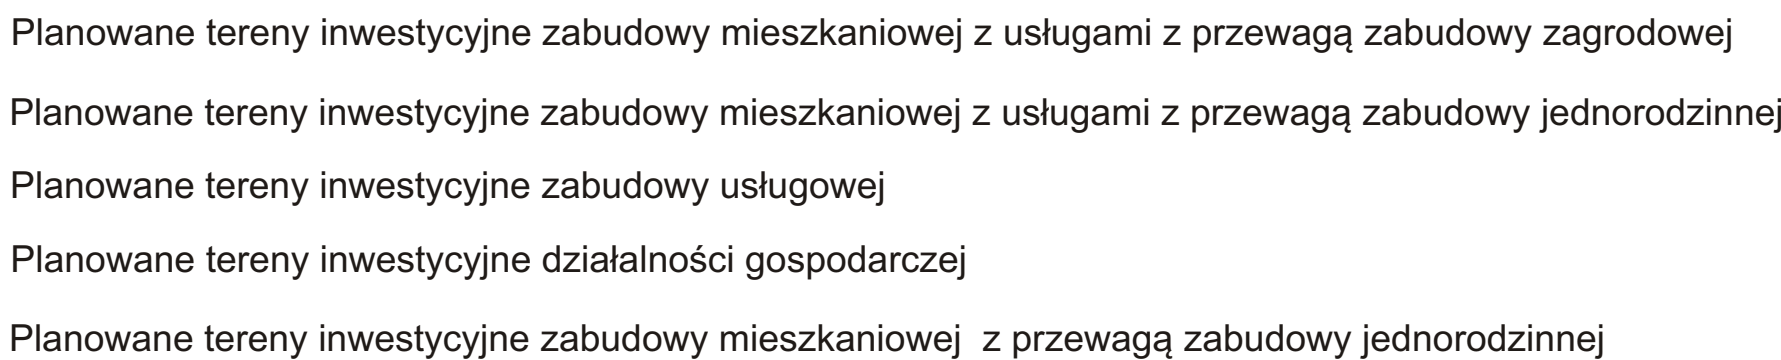 Planowane tereny inwestycyjne zabudowy mieszkaniowej z usługami z przewagą zabudowy zagrodowej
Planowane tereny inwestycyjne zabudowy mieszkaniowej z usługami z przewagą zabudowy jednorodzinnej
Planowane tereny inwestycyjne zabudowy usługowej
Planowane tereny inwestycyjne działalności gospodarczej
Planowane tereny inwestycyjne zabudowy mieszkaniowej  z przewagą zabudowy jednorodzinnej